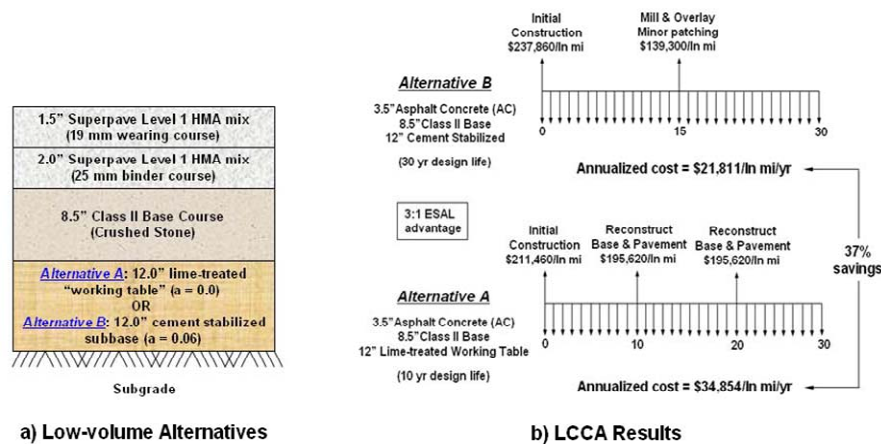 1.5” Superpave Level 1 HMA mix
(19 mm wearing course)
2.0” Superpave Level 1 HMA mix
(25 mm binder course)
8.5” Class II Base Course
(Crushed Stone)
Alternative A: 12.0” lime-treated
“working table” (a = 0.0)
OR
Alternative B: 12.0” cement stabilized
subbase (a = 0.06)
Subgrade
a) Low-volume Alternatives
Initial
Construction
$237,860/ln mi
Mill & Overlay
Minor patching
$139,300/ln mi
Alternative B
3.5”Asphalt Concrete (AC)
8.5”Class II Base
12” Cement Stabilized
(30 yr design life)
0
15
30
Annualized cost = $21,811/ln mi/yr
3:1 ESAL
advantage
37%
savings
Initial
Construction
$211,460/ln mi
Reconstruct
Base & Pavement
$195,620/ln mi
Reconstruct
Base & Pavement
$195,620/ln mi
Alternative A
3.5”Asphalt Concrete (AC)
8.5”Class II Base
12” Lime-treated Working Table
(10 yr design life)
0
10
20
30
Annualized cost = $34,854/ln mi/yr
b) LCCA Results